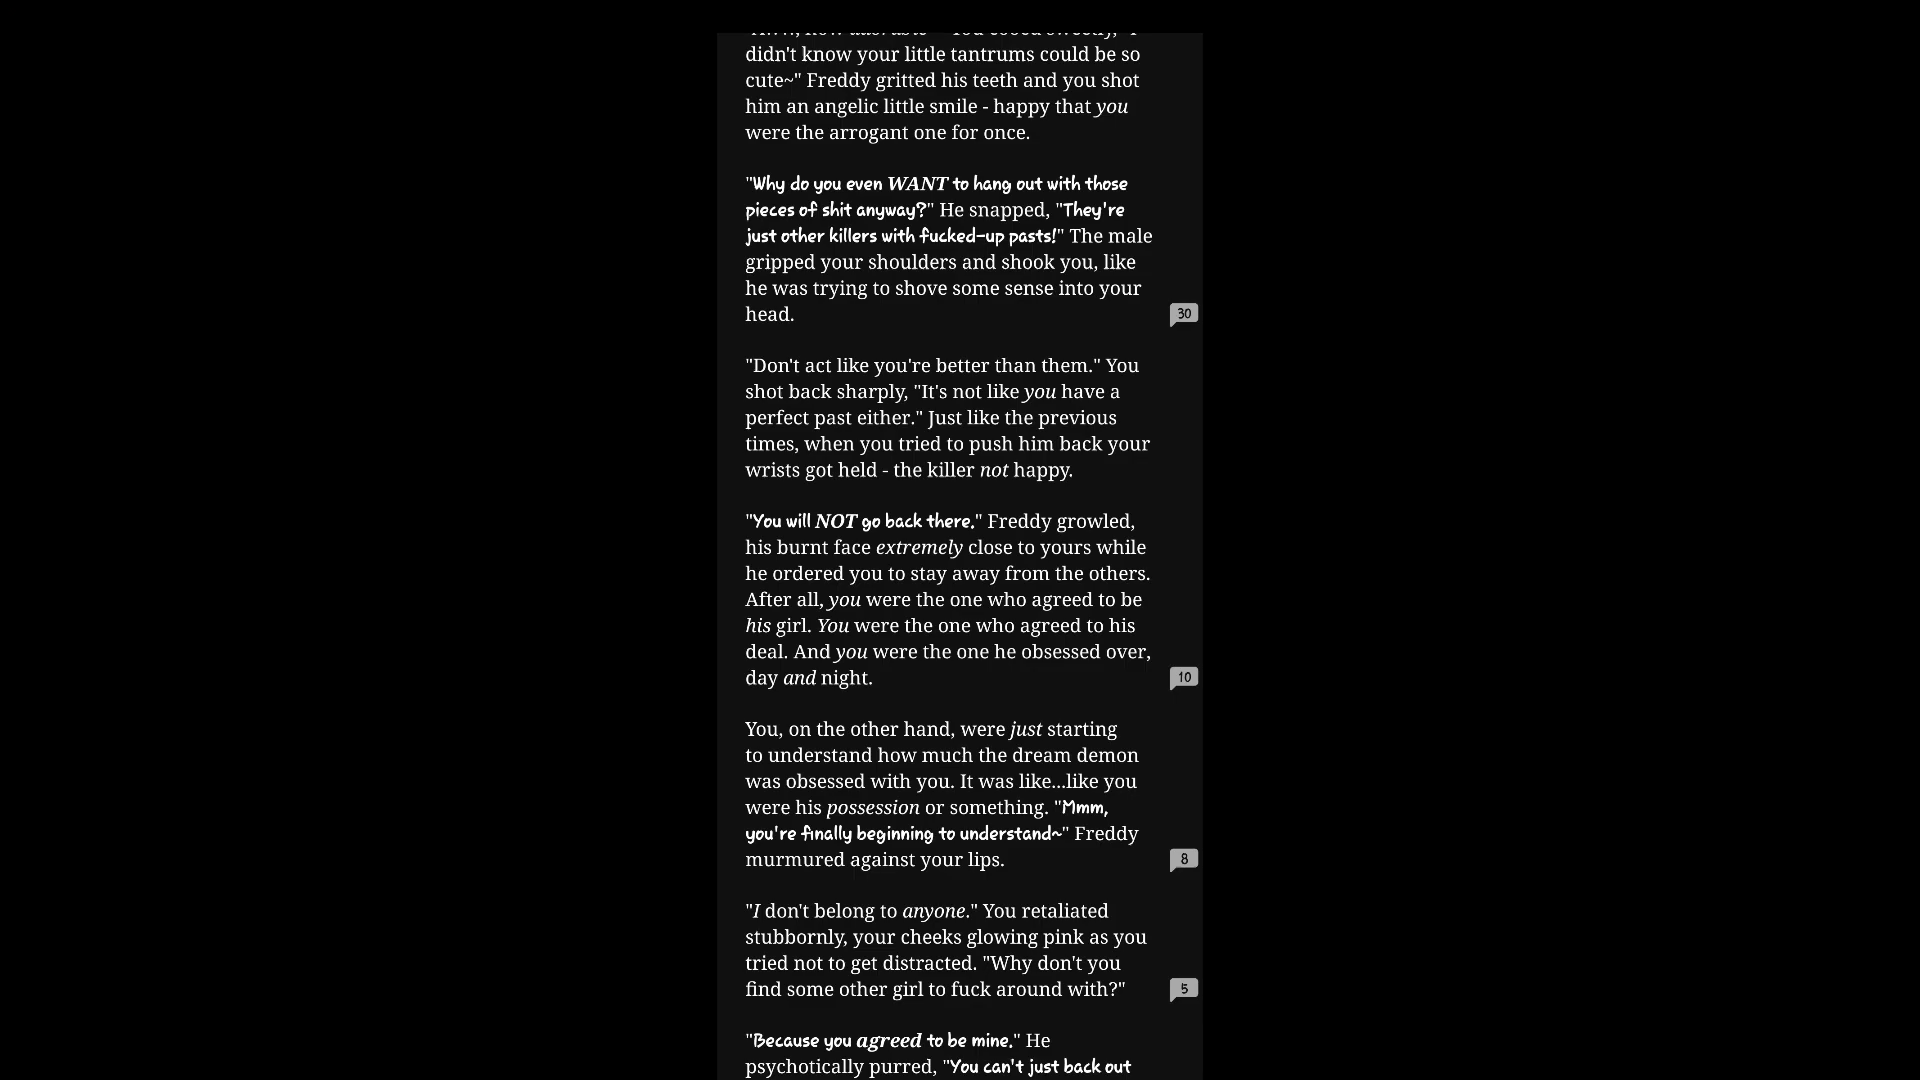 didn't know your little tantrums could be so
cute~" Freddy gritted his teeth and you shot
him an angelic little smile - happy that you
were the arrogant one for once.
"Why do you even WANT to hang out with those
pieces of shit anyway?" He snapped, "They're
just other killers with fucked-up pasts!" The male
gripped your shoulders and shook you, like
he was trying to shove some sense into your
head.
30
"Don't act like you're better than them." You
shot back sharply, "It's not like you have a
perfect past either." Just like the previous
times, when you tried to push him back your
wrists got held - the killer not happy.
"You will NOT go back there." Freddy growled,
his burnt face extremely close to yours while
he ordered you to stay away from the others.
After all, you were the one who agreed to be
his girl. You were the one who agreed to his
deal. And you were the one he obsessed over,
day and night.
10
You, on the other hand, were just starting
to understand how much the dream demon
was obsessed with you. It was like...like you
were his possession or something. "Mmm,
you're finally beginning to understand~" Freddy
murmured against your lips.
8
"I don't belong to anyone." You retaliated
stubbornly, your cheeks glowing pink as you
tried not to get distracted. "Why don't you
find some other girl to fuck around with?"
5
"Because you agreed to be mine." He
psychotically purred, "You can't just back out